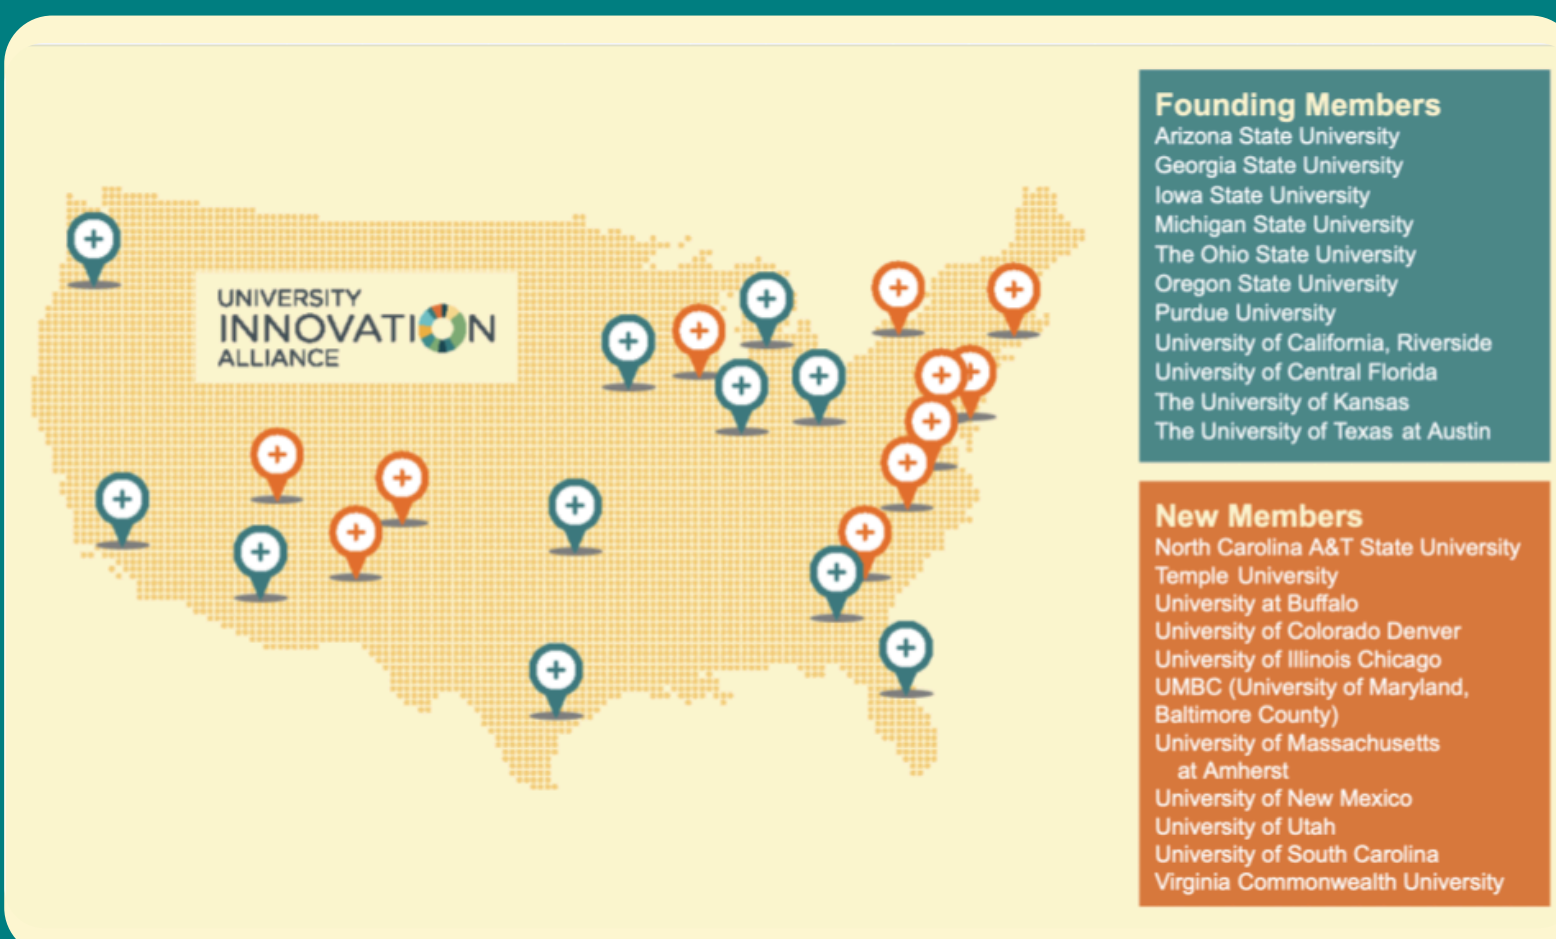 UNIVERSITY
INNOVATION
ALLIANCE
Founding Members
Arizona State University
Georgia State University
Iowa State University
Michigan State University
The Ohio State University
Oregon State University
Purdue University
University of California, Riverside
University of Central Florida
The University of Kansas
The University of Texas at Austin
New Members
North Carolina A&T State University
Temple University
University at Buffalo
University of Colorado Denver
University of Illinois Chicago
UMBC (University of Maryland,
Baltimore County)
University of Massachusetts
at Amherst
University of New Mexico
University of Utah
University of South Carolina
Virginia Commonwealth University